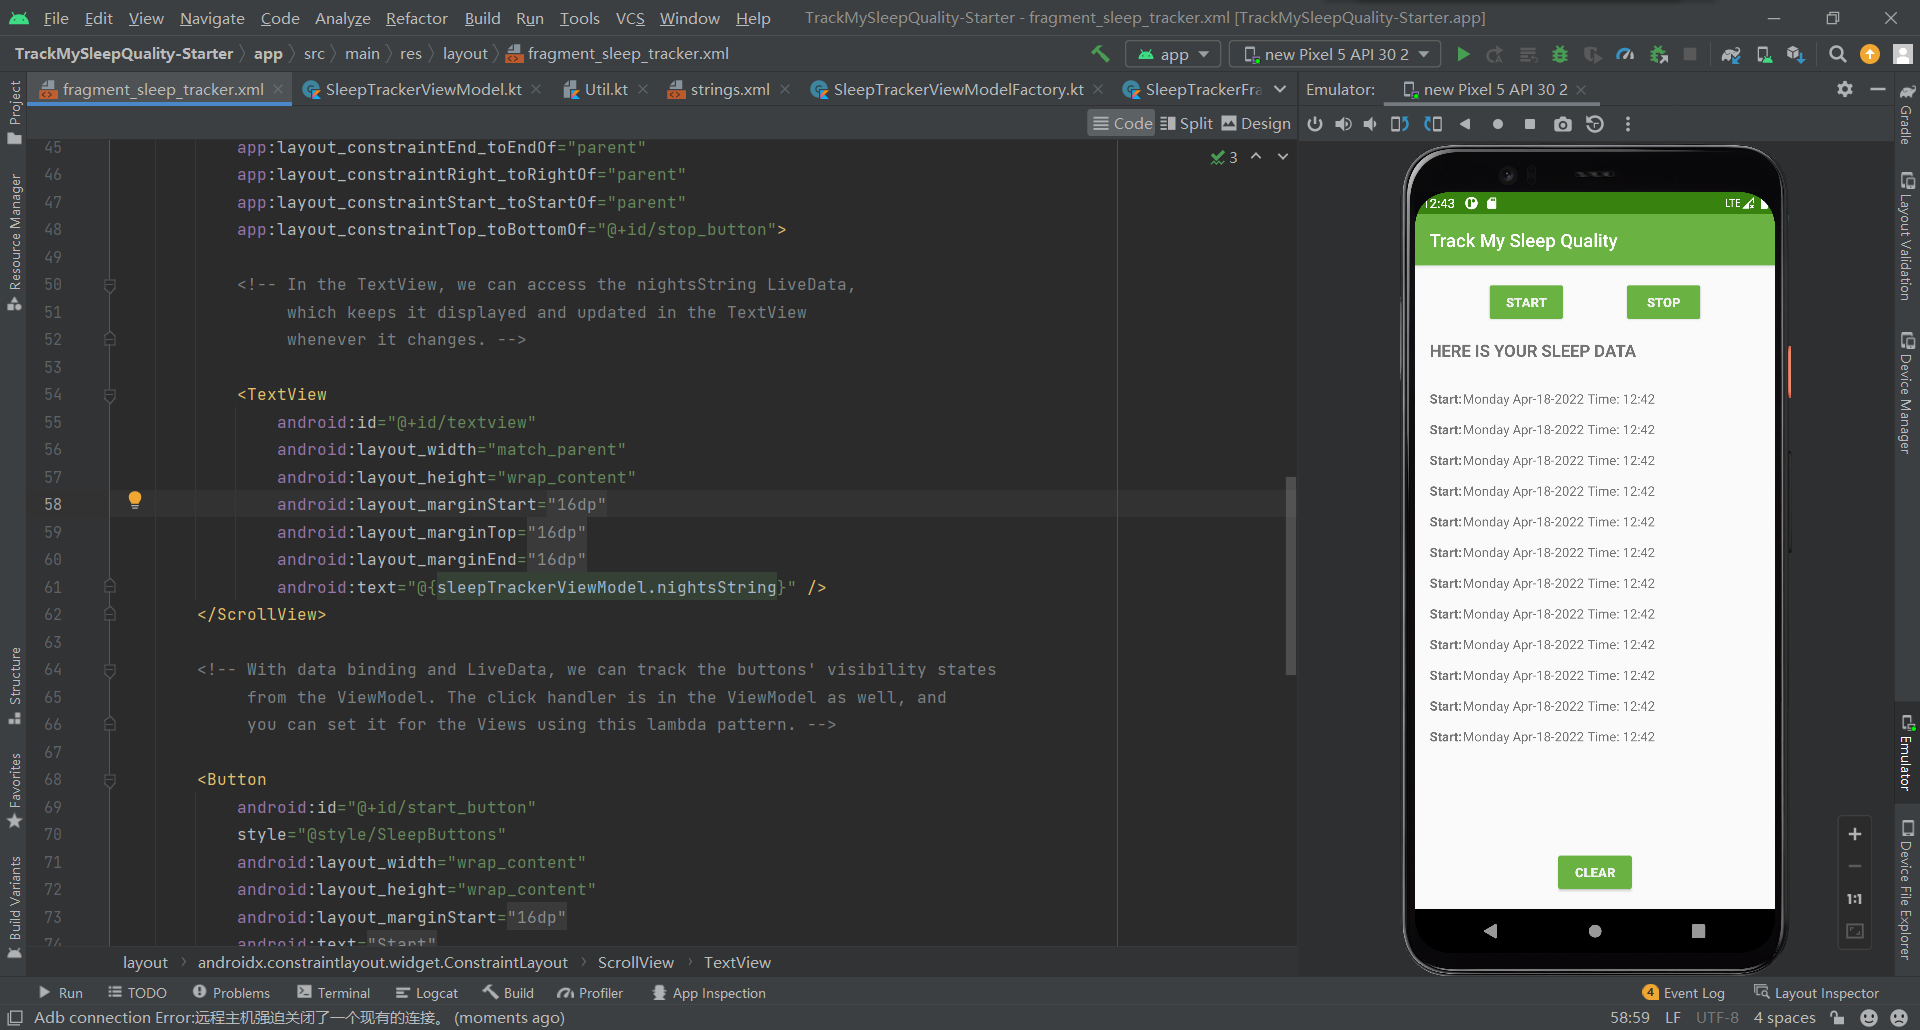 File Edit View Navigate Code Analyze Refactor Build Run Tools VCS Window Help TrackMySleepQuality-Starter - fragment_sleep_tracker.xml [TrackMySleepQuality-Starter.app]
TrackMySleepQuality-Starter app src main res layout fragment_sleep_tracker.xml app new Pixel 5 API 30 2
fragment_sleep_tracker.xml SleepTrackerViewModel.kt Util.kt strings.xml SleepTrackerViewModelFactory.kt SleepTrackerFra Emulator: new Pixel 5 API 30 2
Code Split Design
3
45 app:layout_constraintEnd_toEndOf="parent"
46 app:layout_constraintRight_toRightOf="parent"
47 app:layout_constraintStart_toStartOf="parent"
48 app:layout_constraintTop_toBottomOf="@+id/stop_button">
49
50 <!-- In the TextView, we can access the nightsString LiveData,
51 which keeps it displayed and updated in the TextView
52 whenever it changes. -->
53
54 <TextView
55 android:id="@+id/textview"
56 android:layout_width="match_parent"
57 android:layout_height="wrap_content"
58 android:layout_marginStart="16dp"
59 android:layout_marginTop="16dp"
60 android:layout_marginEnd="16dp"
61 android:text="@{sleepTrackerViewModel.nightsString}" />
62 </ScrollView>
63
64 <!-- With data binding and LiveData, we can track the buttons' visibility states
65 from the ViewModel. The click handler is in the ViewModel as well, and
66 you can set it for the Views using this lambda pattern. -->
67
68 <Button
69 android:id="@+id/start_button"
70 style="@style/SleepButtons"
71 android:layout_width="wrap_content"
72 android:layout_height="wrap_content"
73 android:layout_marginStart="16dp"
74 android:text="Start"
layout androidx.constraintlayout.widget.ConstraintLayout ScrollView TextView
12:43 LTE
Track My Sleep Quality
START STOP
HERE IS YOUR SLEEP DATA
Start:Monday Apr-18-2022 Time: 12:42
Start:Monday Apr-18-2022 Time: 12:42
Start:Monday Apr-18-2022 Time: 12:42
Start:Monday Apr-18-2022 Time: 12:42
Start:Monday Apr-18-2022 Time: 12:42
Start:Monday Apr-18-2022 Time: 12:42
Start:Monday Apr-18-2022 Time: 12:42
Start:Monday Apr-18-2022 Time: 12:42
Start:Monday Apr-18-2022 Time: 12:42
Start:Monday Apr-18-2022 Time: 12:42
Start:Monday Apr-18-2022 Time: 12:42
Start:Monday Apr-18-2022 Time: 12:42
CLEAR
1:1
Project
Resource Manager
Structure
Favorites
Build Variants
Gradle
Layout Validation
Device Manager
Emulator
Device File Explorer
Run TODO Problems Terminal Logcat Build Profiler App Inspection 4 Event Log Layout Inspector
Adb connection Error:远程主机强迫关闭了一个现有的连接。 (moments ago) 58:59 LF UTF-8 4 spaces